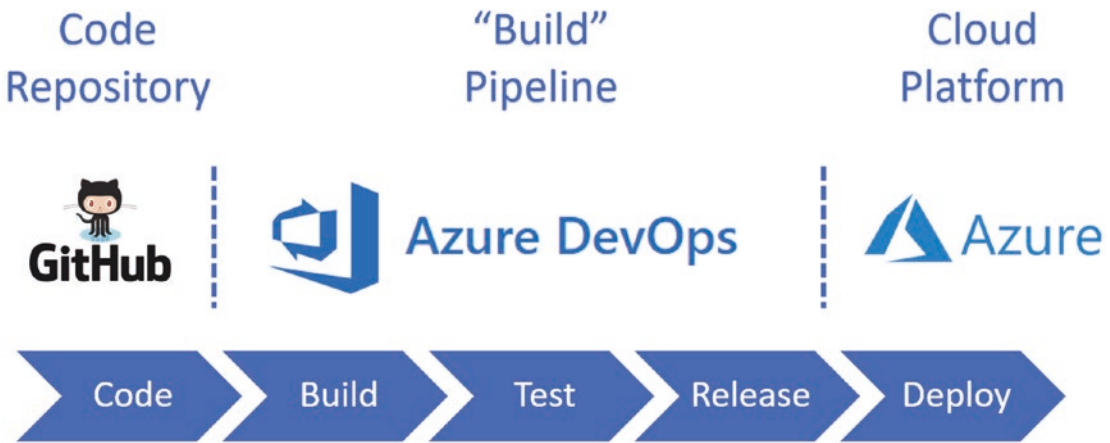 Code
Repository
“Build”
Pipeline
Cloud
Platform
GitHub
Azure DevOps
Azure
Code
Build
Test
Release
Deploy